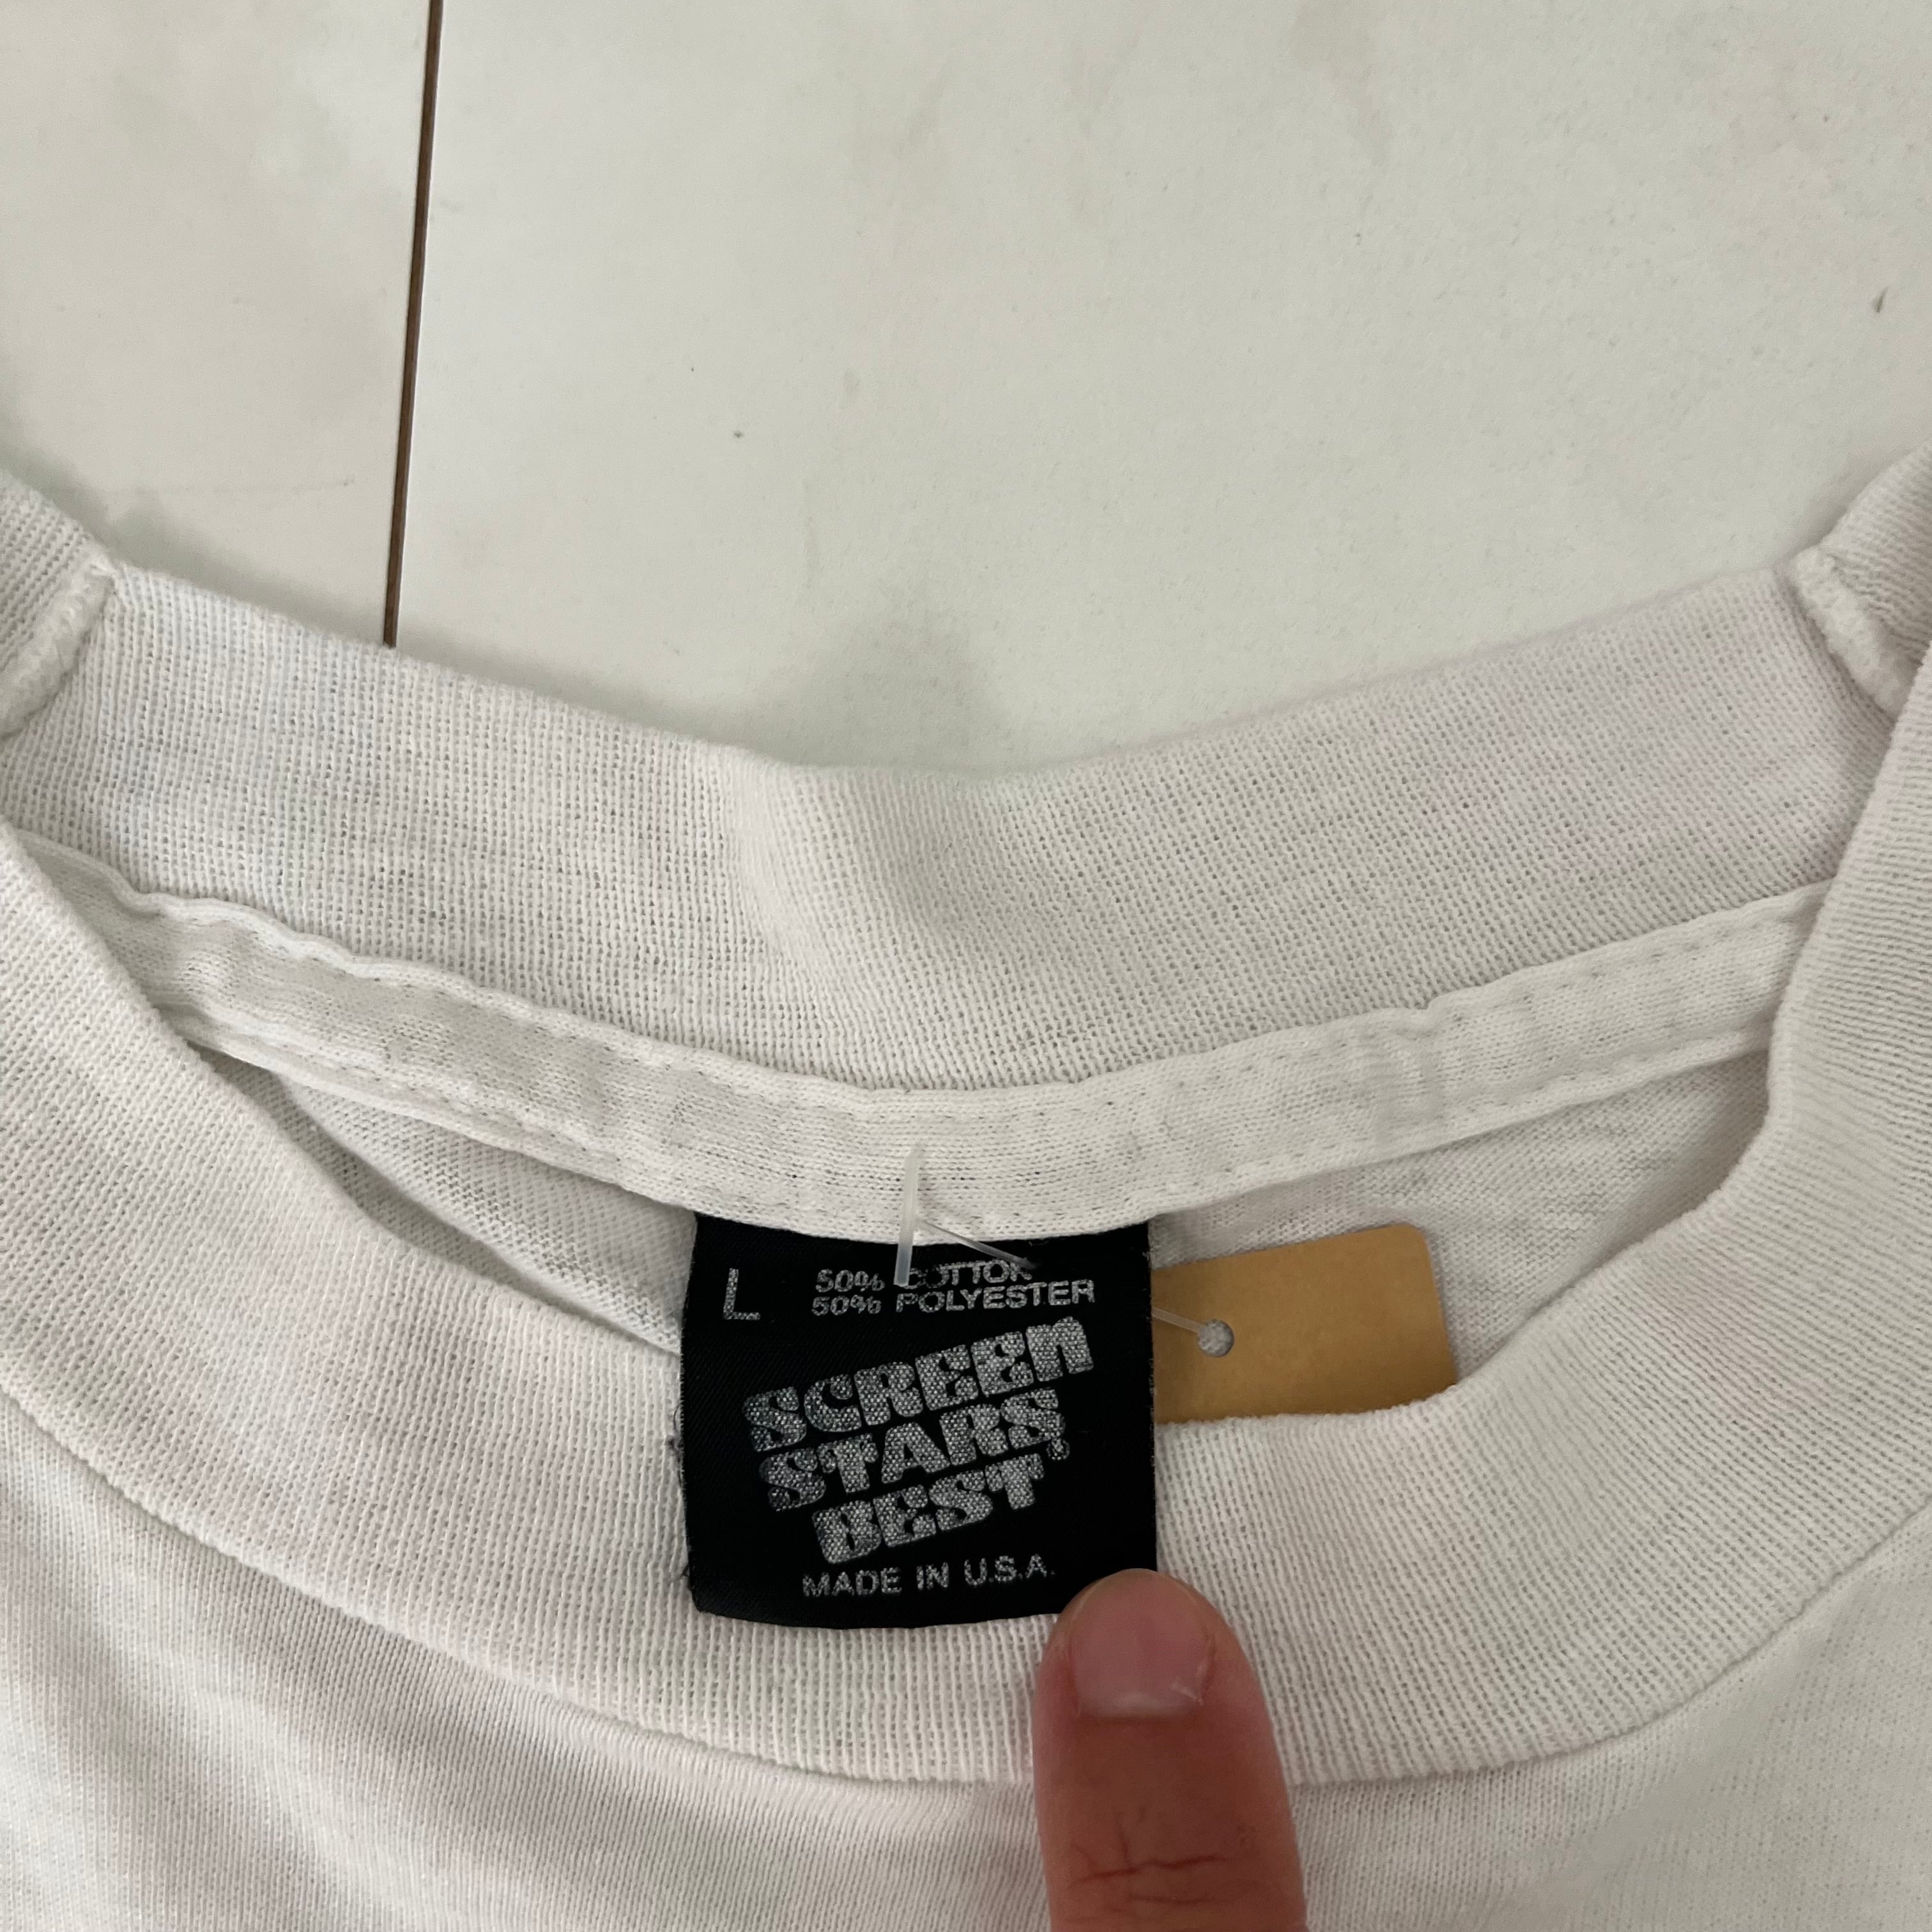 L
50% COTTON
50% POLYESTER
SCREEN
STARS
BEST®
MADE IN U.S.A.